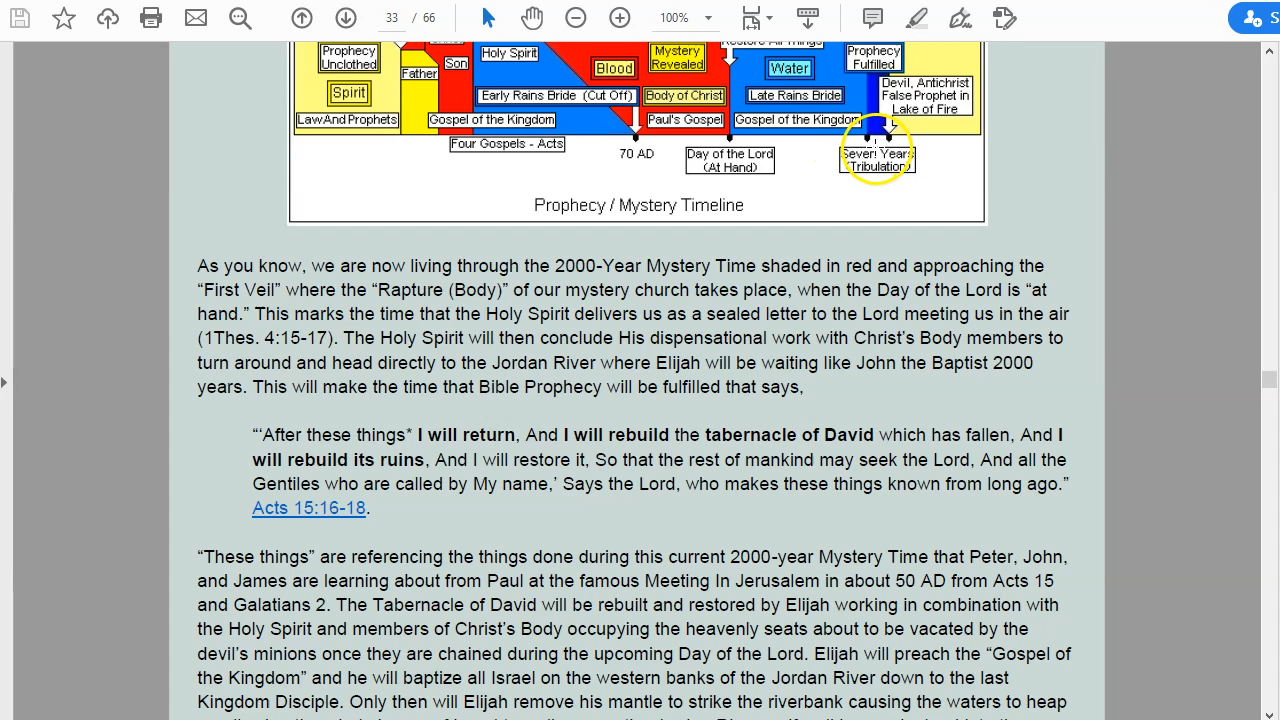 33 / 66
100%
S
Prophecy
Unclothed
Father
Son
Holy Spirit
Blood
Mystery
Revealed
Restore All Things
Water
Prophecy
Fulfilled
Spirit
Early Rains Bride (Cut Off)
Body of Christ
Late Rains Bride
Devil, Antichrist
False Prophet in
Lake of Fire
Law And Prophets
Gospel of the Kingdom
Paul's Gospel
Gospel of the Kingdom
Four Gospels - Acts
70 AD
Day of the Lord
(At Hand)
Seven Years
(Tribulation)
Prophecy / Mystery Timeline
As you know, we are now living through the 2000-Year Mystery Time shaded in red and approaching the
“First Veil” where the “Rapture (Body)” of our mystery church takes place, when the Day of the Lord is “at
hand.” This marks the time that the Holy Spirit delivers us as a sealed letter to the Lord meeting us in the air
(1Thes. 4:15-17). The Holy Spirit will then conclude His dispensational work with Christ’s Body members to
turn around and head directly to the Jordan River where Elijah will be waiting like John the Baptist 2000
years. This will make the time that Bible Prophecy will be fulfilled that says,
“‘After these things* I will return, And I will rebuild the tabernacle of David which has fallen, And I
will rebuild its ruins, And I will restore it, So that the rest of mankind may seek the Lord, And all the
Gentiles who are called by My name,’ Says the Lord, who makes these things known from long ago.”
Acts 15:16-18.
“These things” are referencing the things done during this current 2000-year Mystery Time that Peter, John,
and James are learning about from Paul at the famous Meeting In Jerusalem in about 50 AD from Acts 15
and Galatians 2. The Tabernacle of David will be rebuilt and restored by Elijah working in combination with
the Holy Spirit and members of Christ’s Body occupying the heavenly seats about to be vacated by the
devil’s minions once they are chained during the upcoming Day of the Lord. Elijah will preach the “Gospel of
the Kingdom” and he will baptize all Israel on the western banks of the Jordan River down to the last
Kingdom Disciple. Only then will Elijah remove his mantle to strike the riverbank causing the waters to heap